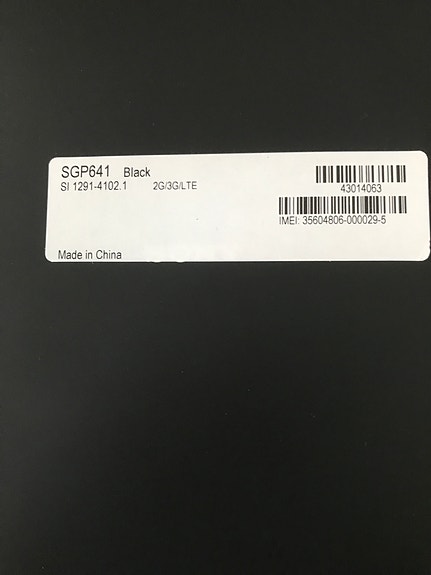 SGP641 Black
SI 1291-4102.1 2G/3G/LTE
43014063
IMEI: 35604806-000029-5
Made in China